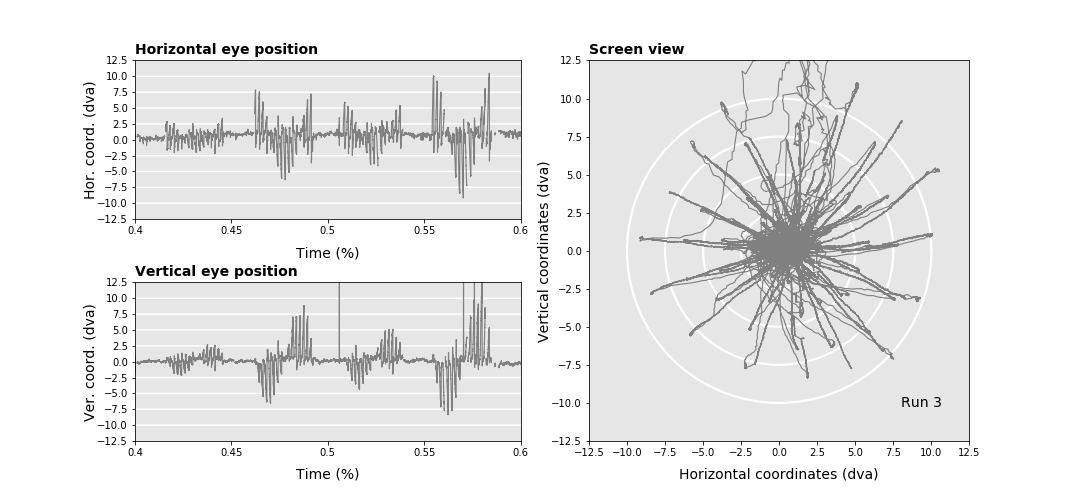 Horizontal eye position
12.5
10.0
7.5
5.0
2.5
0.0
−2.5
−5.0
−7.5
−10.0
−12.5
Hor. coord. (dva)
0.4 0.45 0.5 0.55 0.6
Time (%)
Vertical eye position
12.5
10.0
7.5
5.0
2.5
0.0
−2.5
−5.0
−7.5
−10.0
−12.5
Ver. coord. (dva)
0.4 0.45 0.5 0.55 0.6
Time (%)
Screen view
12.5
10.0
7.5
5.0
2.5
0.0
−2.5
−5.0
−7.5
−10.0
−12.5
Vertical coordinates (dva)
Run 3
−12.5 −10.0 −7.5 −5.0 −2.5 0.0 2.5 5.0 7.5 10.0 12.5
Horizontal coordinates (dva)